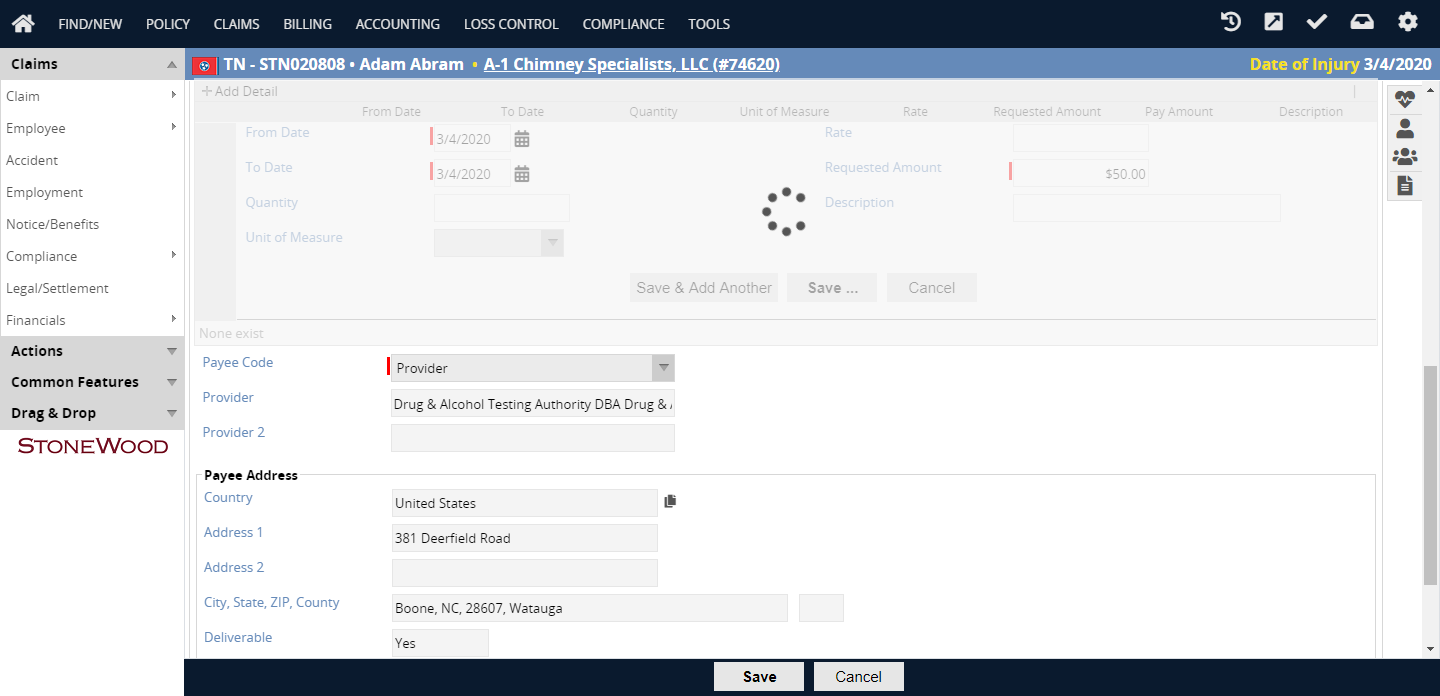 FIND/NEW POLICY CLAIMS BILLING ACCOUNTING LOSS CONTROL COMPLIANCE TOOLS
Claims
TN - STN020808 • Adam Abram • A-1 Chimney Specialists, LLC (#74620)
Date of Injury 3/4/2020
Claim
Employee
Accident
Employment
Notice/Benefits
Compliance
Legal/Settlement
Financials
Actions
Common Features
Drag & Drop
STONEWOOD
Add Detail
From Date To Date Quantity Unit of Measure Rate Requested Amount Pay Amount Description
From Date 3/4/2020 Rate
To Date 3/4/2020 Requested Amount $50.00
Quantity Description
Unit of Measure
Save & Add Another Save ... Cancel
None exist
Payee Code Provider
Provider Drug & Alcohol Testing Authority DBA Drug &
Provider 2
Payee Address
Country United States
Address 1 381 Deerfield Road
Address 2
City, State, ZIP, County Boone, NC, 28607, Watauga
Deliverable Yes
Save Cancel